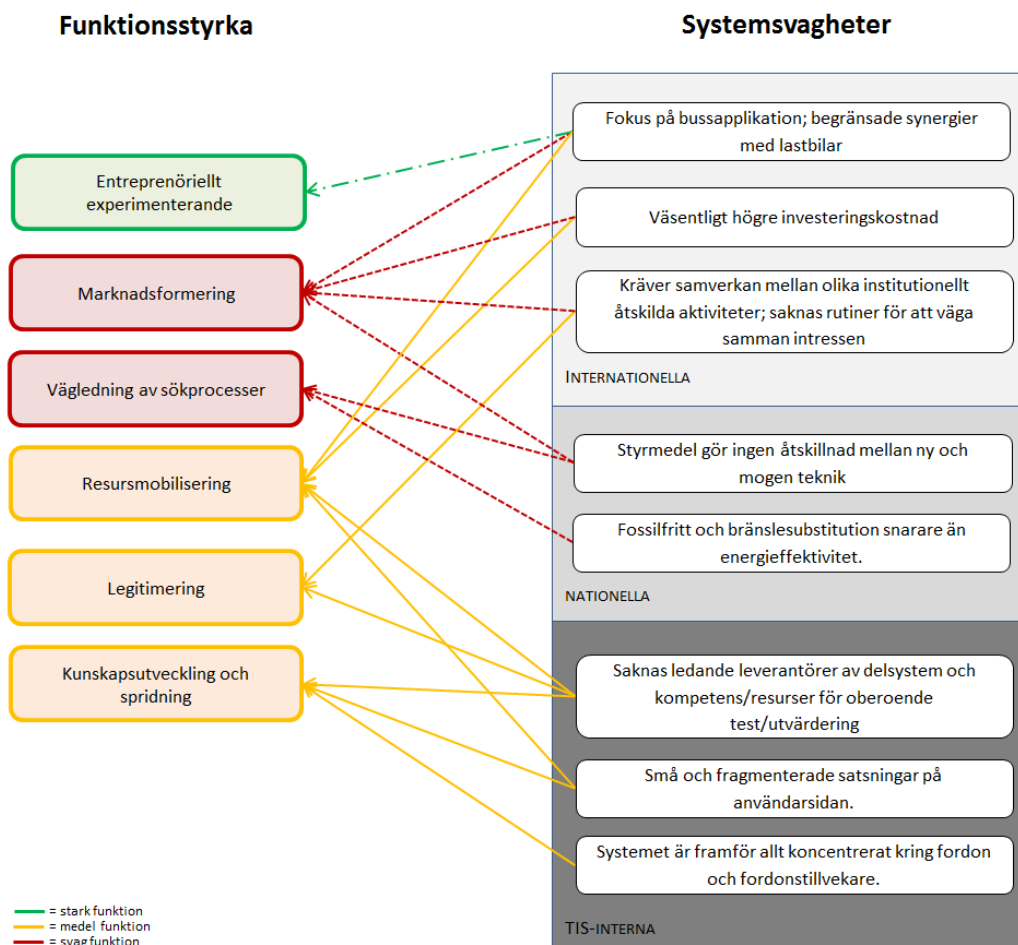 Funktionsstyrka
Systemsvagheter
Entreprenöriellt
experimenterande
Marknadsformering
Vägledning av sökprocesser
Resursmobilisering
Legitimering
Kunskapsutveckling och
spridning
= stark funktion
= medel funktion
= svag funktion
Fokus på bussapplikation; begränsade synergier
med lastbilar
Väsentligt högre investeringskostnad
Kräver samverkan mellan olika institutionellt
åtskilda aktiviteter; saknas rutiner för att väga
samman intressen
INTERNATIONELLA
Styrmedel gör ingen åtskillnad mellan ny och
mogen teknik
Fossilfritt och bränslesubstitution snarare än
energieffektivitet.
NATIONELLA
Saknas ledande leverantörer av delsystem och
kompetens/resurser för oberoende
test/utvärdering
Små och fragmenterade satsningar på
användarsidan.
Systemet är framför allt koncentrerat kring fordon
och fordonstillvekare.
TIS-INTERNA